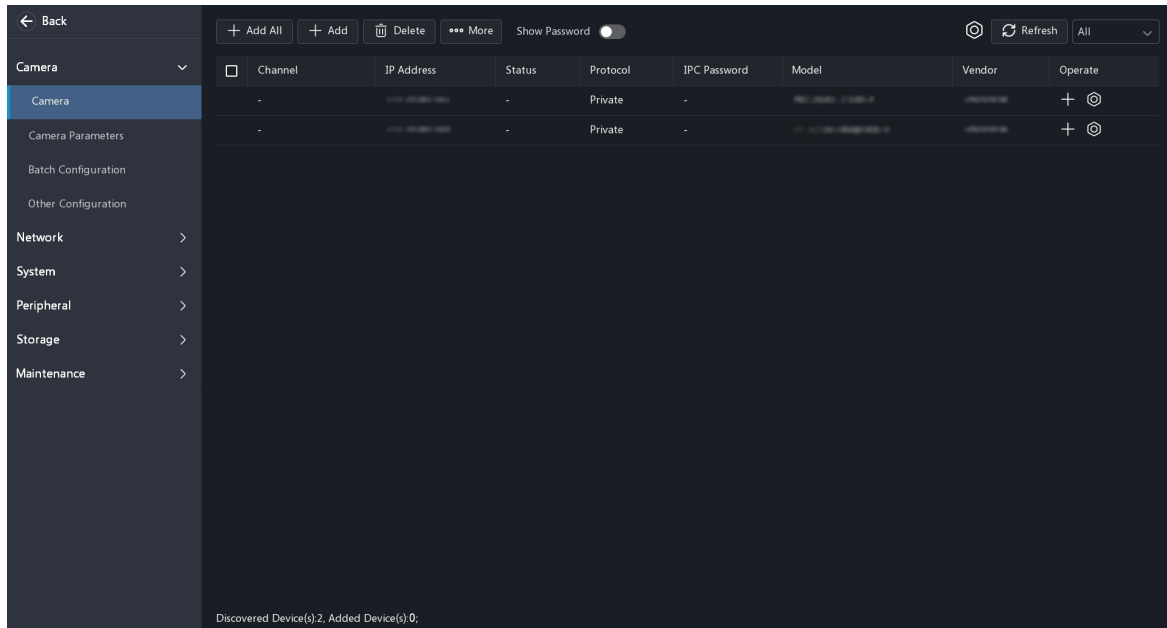 Back
+ Add All + Add Delete More Show Password Refresh All
Camera
Channel IP Address Status Protocol IPC Password Model Vendor Operate
Camera
- - Private -
Camera Parameters
- - Private -
Batch Configuration
Other Configuration
Network
System
Peripheral
Storage
Maintenance
Discovered Device(s):2, Added Device(s):0;